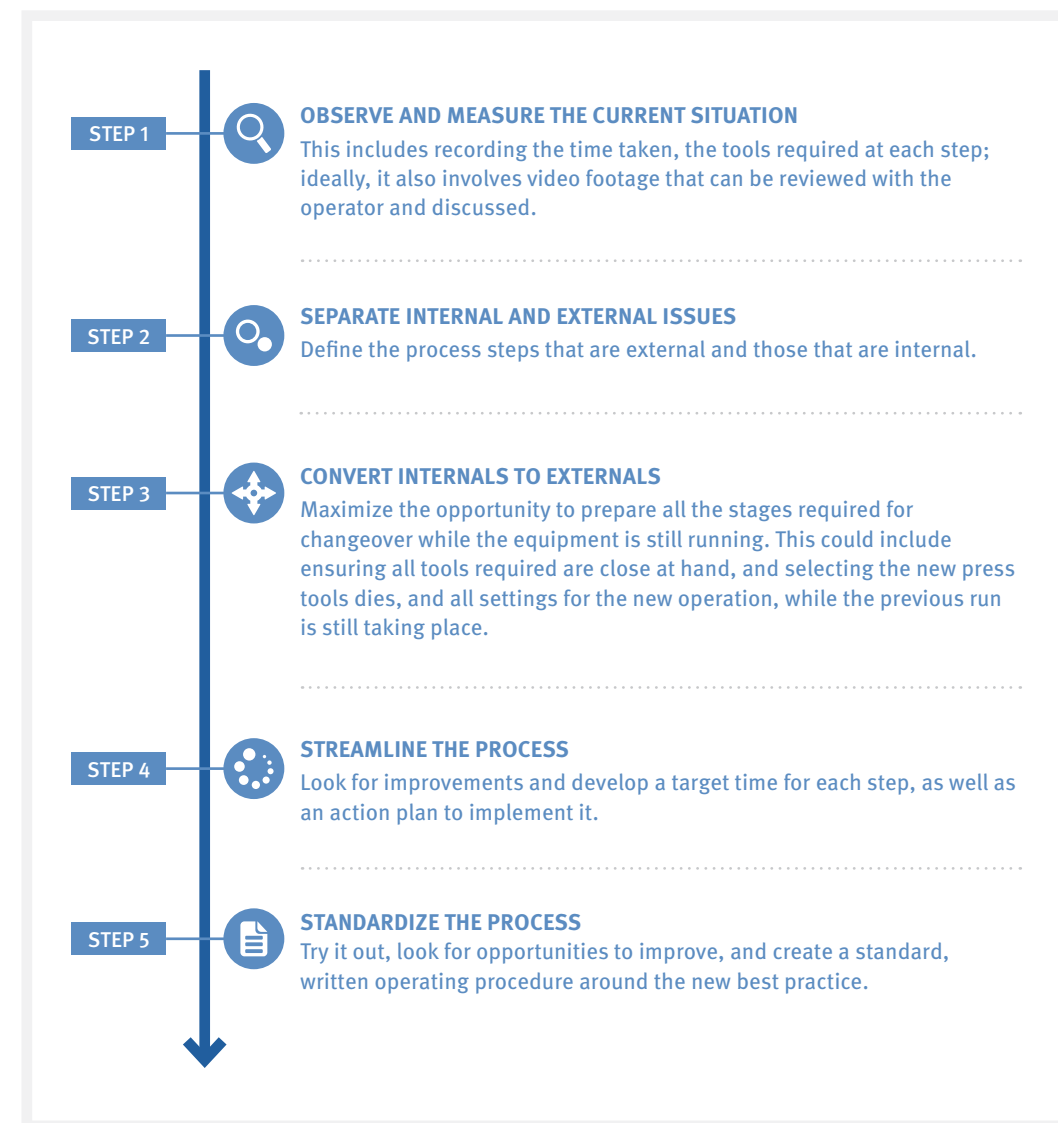 STEP 1
OBSERVE AND MEASURE THE CURRENT SITUATION
This includes recording the time taken, the tools required at each step;
ideally, it also involves video footage that can be reviewed with the
operator and discussed.
STEP 2
SEPARATE INTERNAL AND EXTERNAL ISSUES
Define the process steps that are external and those that are internal.
STEP 3
CONVERT INTERNALS TO EXTERNALS
Maximize the opportunity to prepare all the stages required for
changeover while the equipment is still running. This could include
ensuring all tools required are close at hand, and selecting the new press
tools dies, and all settings for the new operation, while the previous run
is still taking place.
STEP 4
STREAMLINE THE PROCESS
Look for improvements and develop a target time for each step, as well as
an action plan to implement it.
STEP 5
STANDARDIZE THE PROCESS
Try it out, look for opportunities to improve, and create a standard,
written operating procedure around the new best practice.